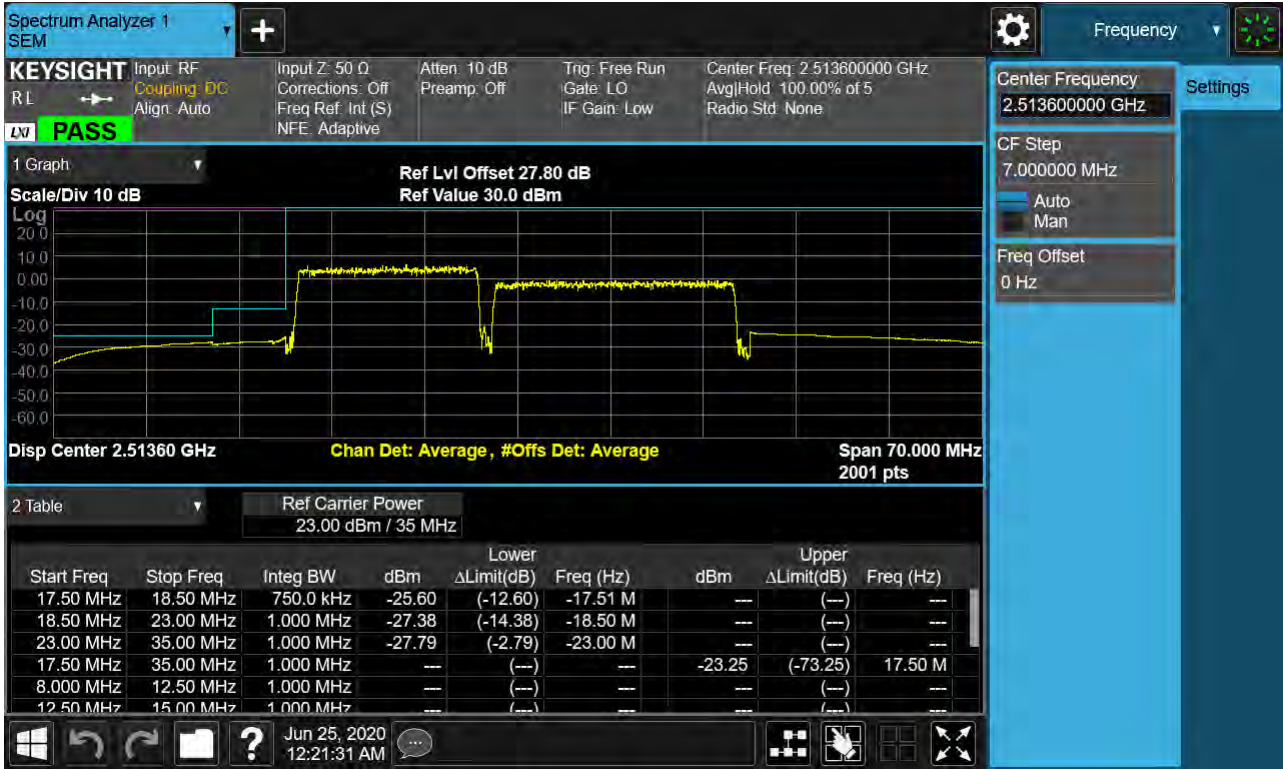 Spectrum Analyzer 1
SEM
+
Frequency
KEYSIGHT
RL
LXI
PASS
Input: RF
Coupling: DC
Align: Auto
Input Z: 50 Ω
Corrections: Off
Freq Ref: Int (S)
NFE: Adaptive
Atten: 10 dB
Preamp: Off
Trig: Free Run
Gate: LO
IF Gain: Low
Center Freq: 2.513600000 GHz
Avg|Hold: 100.00% of 5
Radio Std: None
Center Frequency
2.513600000 GHz
Settings
CF Step
7.000000 MHz
Auto
Man
Freq Offset
0 Hz
1 Graph
Scale/Div 10 dB
Ref Lvl Offset 27.80 dB
Ref Value 30.0 dBm
Log
20.0
10.0
0.00
-10.0
-20.0
-30.0
-40.0
-50.0
-60.0
Disp Center 2.51360 GHz
Chan Det: Average, #Offs Det: Average
Span 70.000 MHz
2001 pts
2 Table
Ref Carrier Power
23.00 dBm / 35 MHz
Lower Upper
Start Freq Stop Freq Integ BW dBm ΔLimit(dB) Freq (Hz) dBm ΔLimit(dB) Freq (Hz)
17.50 MHz 18.50 MHz 750.0 kHz -25.60 (-12.60) -17.51 M --- (---) ---
18.50 MHz 23.00 MHz 1.000 MHz -27.38 (-14.38) -18.50 M --- (---) ---
23.00 MHz 35.00 MHz 1.000 MHz -27.79 (-2.79) -23.00 M --- (---) ---
17.50 MHz 35.00 MHz 1.000 MHz --- (---) --- -23.25 (-73.25) 17.50 M
8.000 MHz 12.50 MHz 1.000 MHz --- (---) --- --- (---) ---
12.50 MHz 15.00 MHz 1.000 MHz --- (---) --- --- (---) ---
?
Jun 25, 2020
12:21:31 AM